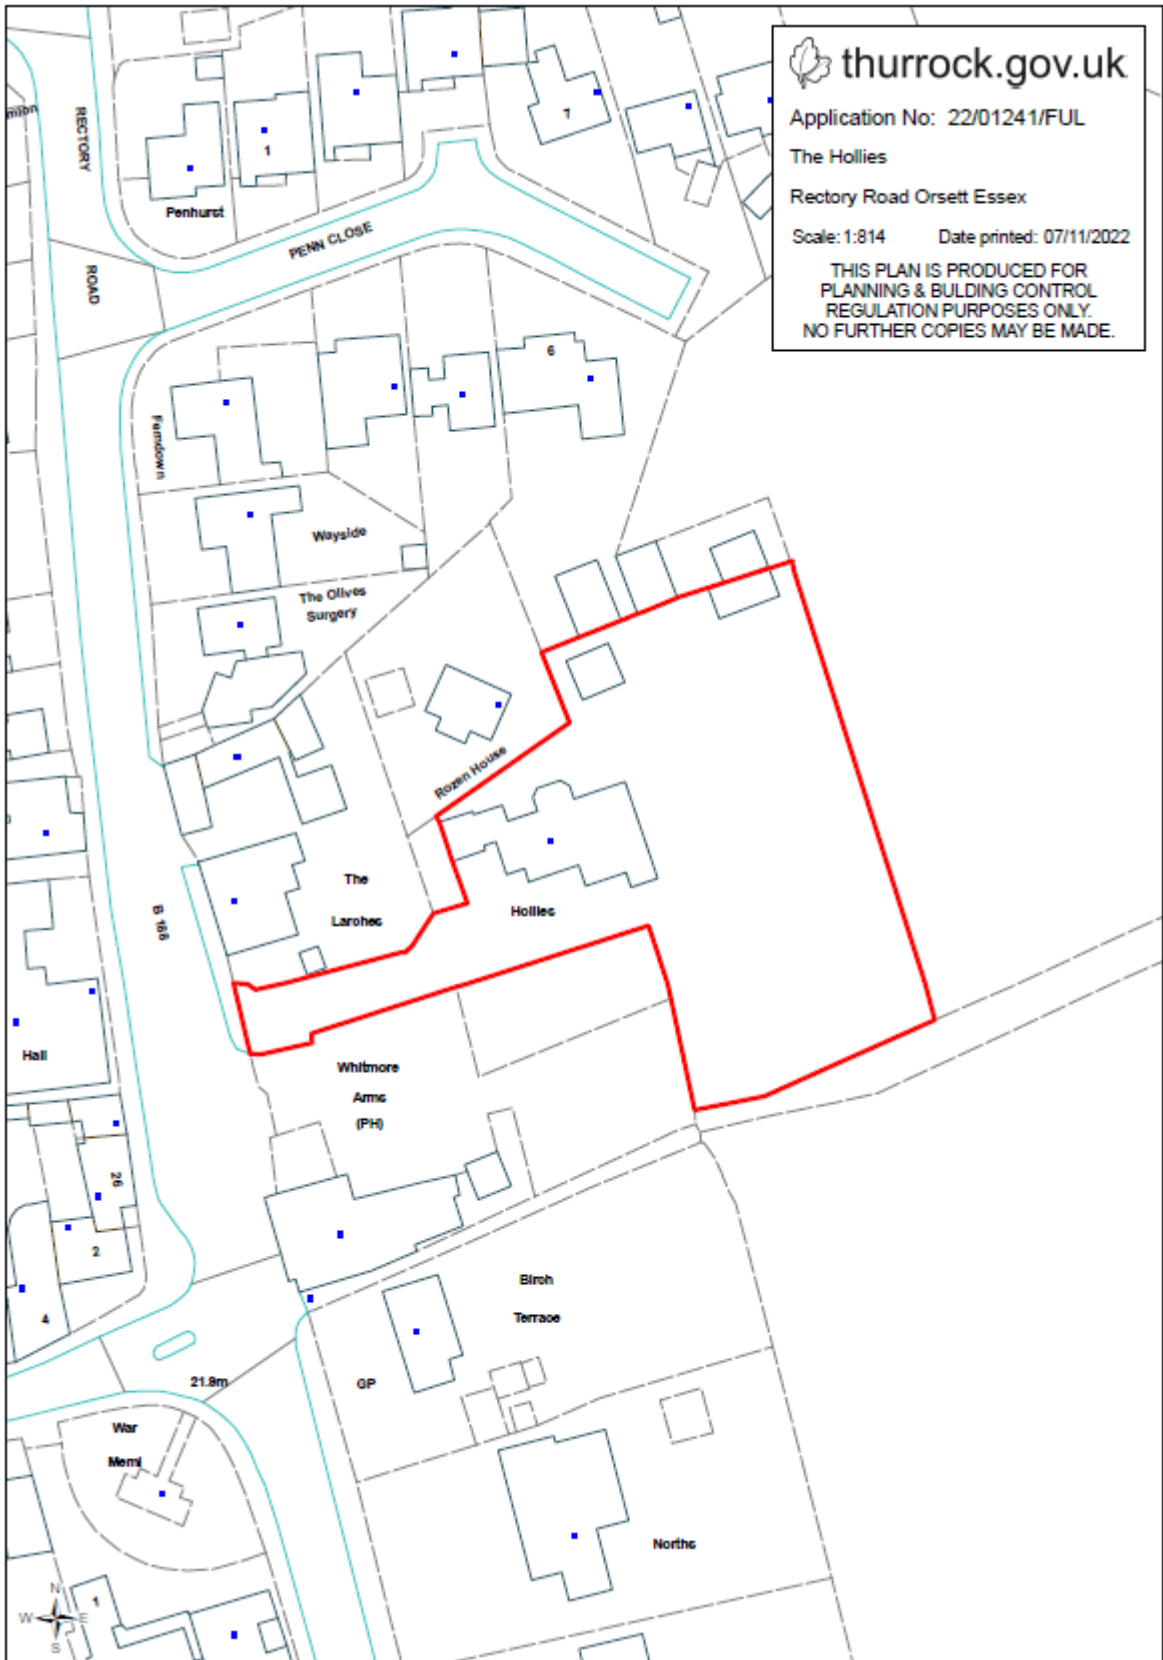 thurrock.gov.uk
Application No: 22/01241/FUL
The Hollies
Rectory Road Orsett Essex
Scale: 1:814 Date printed: 07/11/2022
THIS PLAN IS PRODUCED FOR
PLANNING & BULDING CONTROL
REGULATION PURPOSES ONLY.
NO FURTHER COPIES MAY BE MADE.
RECTORY
ROAD
1
7
Penhurst
PENN CLOSE
6
Ferndown
Wayside
The Olives
Surgery
Rozen House
The
Larches
Hollies
B 188
Hall
Whitmore
Arms
(PH)
26
2
4
Birch
Terrace
21.9m
GP
War
Meml
Norths
1
N
W E
S